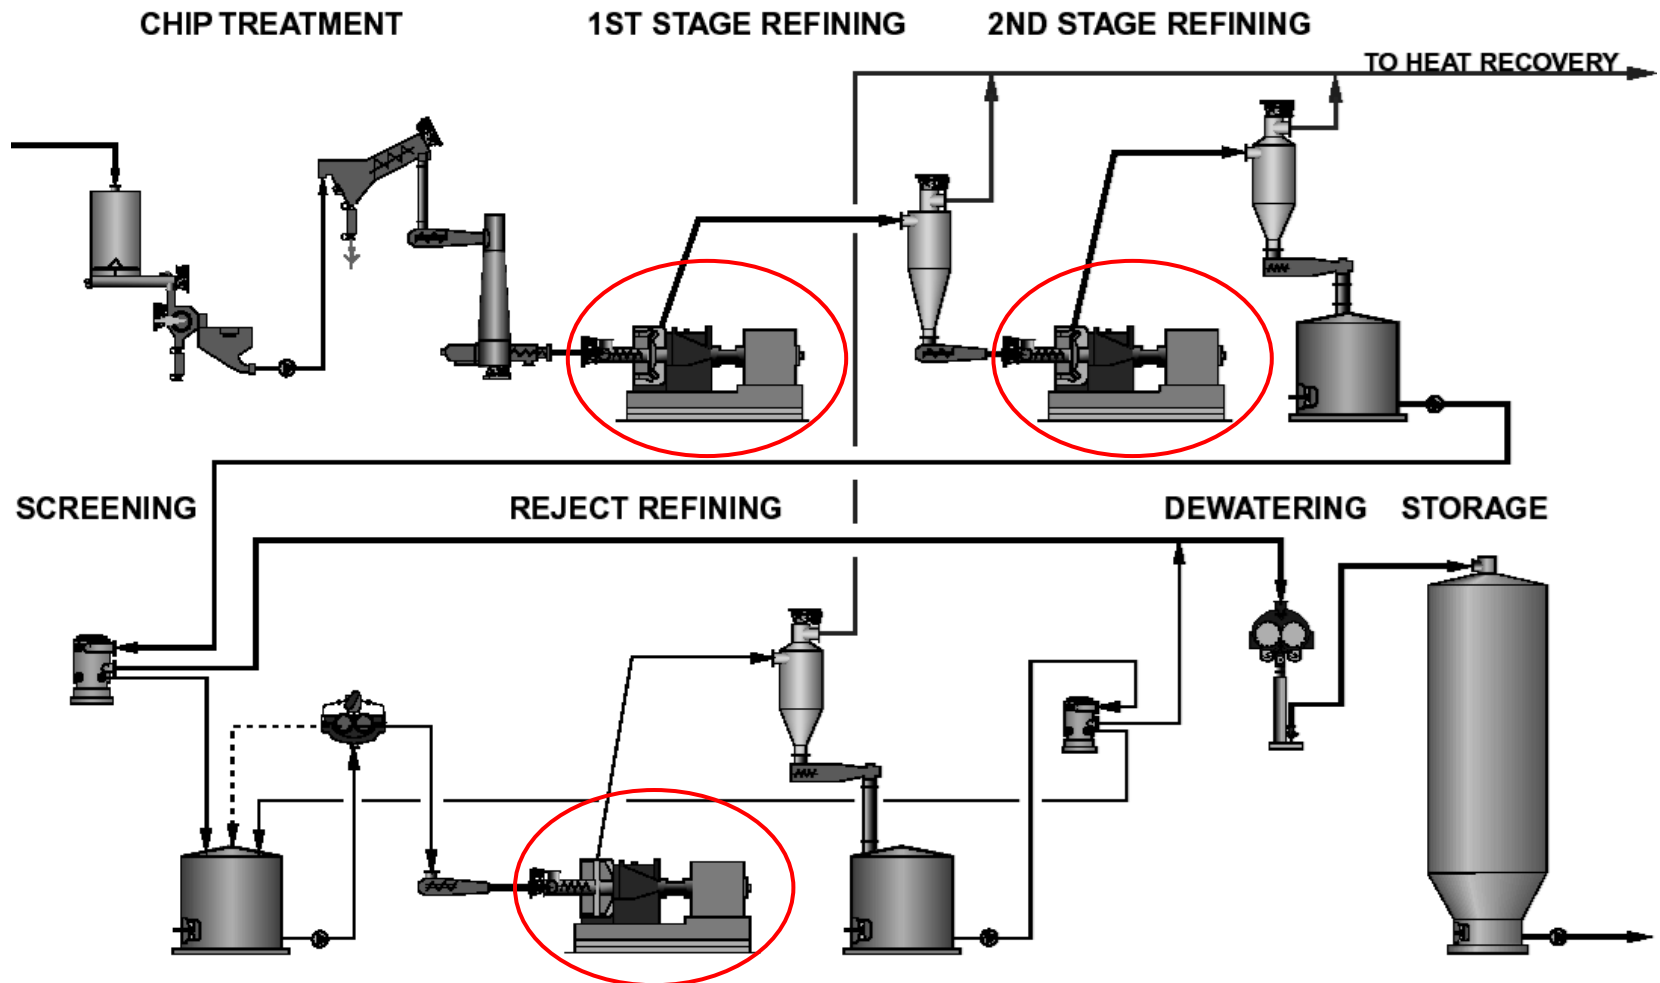 CHIP TREATMENT
1ST STAGE REFINING
2ND STAGE REFINING
TO HEAT RECOVERY
SCREENING
REJECT REFINING
DEWATERING
STORAGE